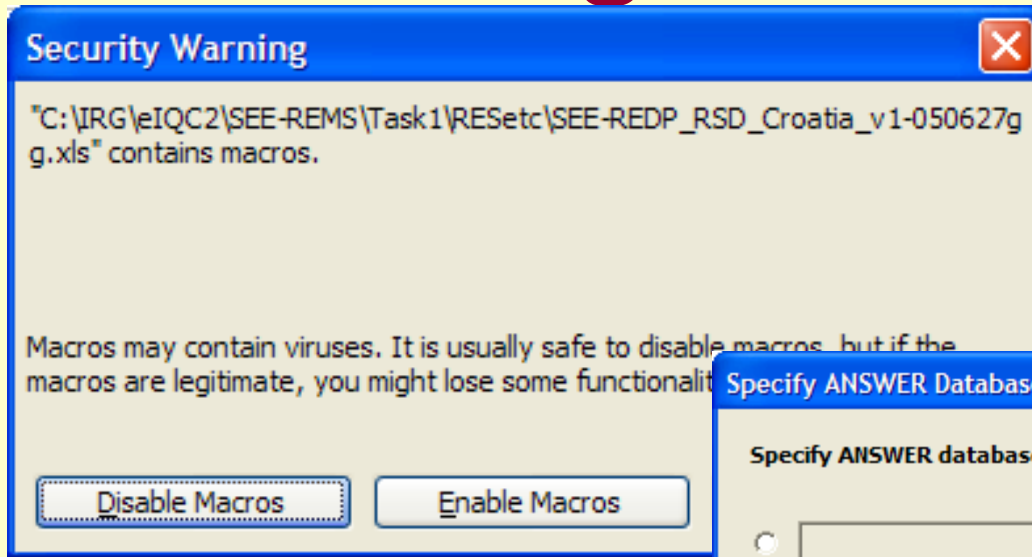 Security Warning
"C:\IRG\eIQC2\SEE-REMS\Task1\RESetc\SEE-REDP_RSD_Croatia_v1-050627g
g.xls" contains macros.
Macros may contain viruses. It is usually safe to disable macros, but if the
macros are legitimate, you might lose some functionalit
Specify ANSWER Databas
Specify ANSWER databas
Disable Macros
Enable Macros